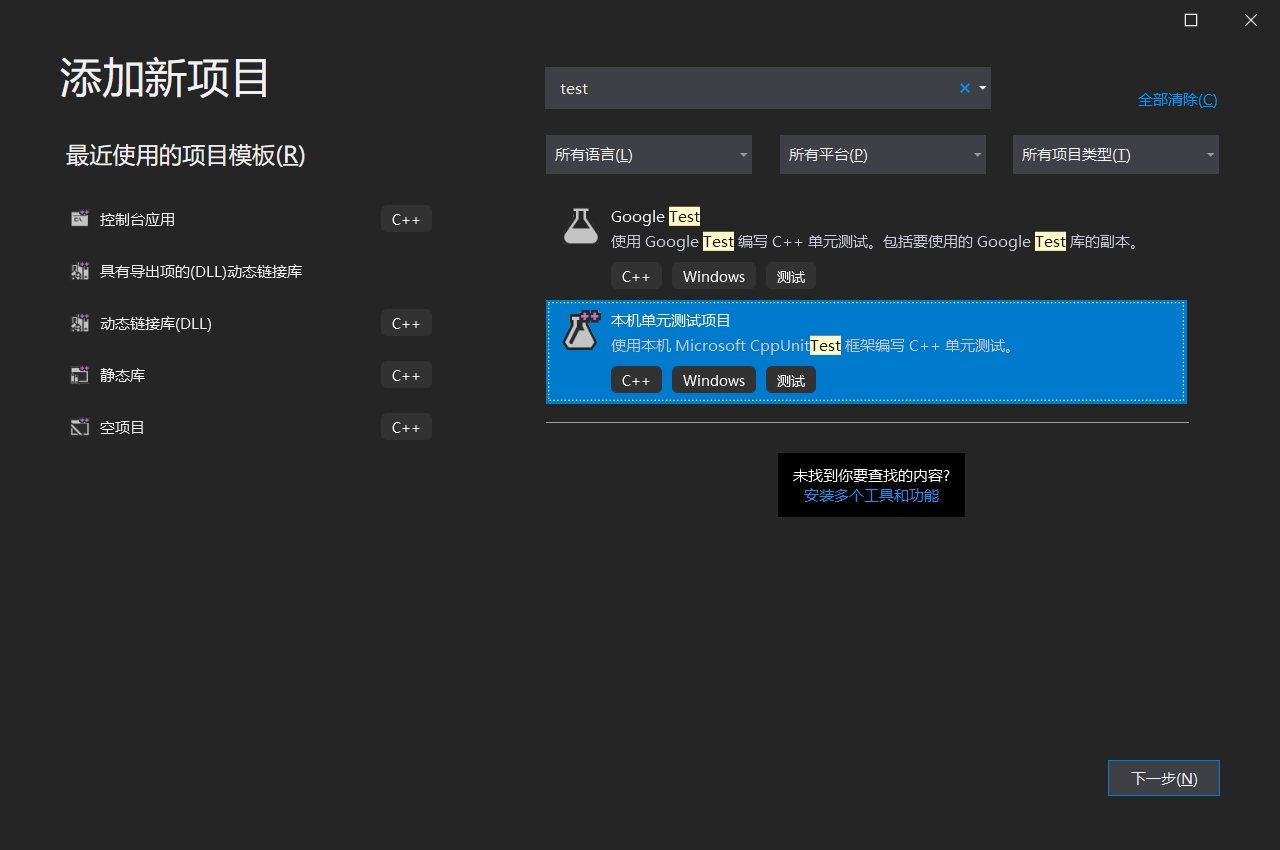 添加新项目
最近使用的项目模板(R)
控制台应用 C++
具有导出项的(DLL)动态链接库
动态链接库(DLL) C++
静态库 C++
空项目 C++
test
全部清除(C)
所有语言(L) 所有平台(P) 所有项目类型(T)
Google Test
使用 Google Test 编写 C++ 单元测试。包括要使用的 Google Test 库的副本。
C++ Windows 测试
本机单元测试项目
使用本机 Microsoft CppUnitTest 框架编写 C++ 单元测试。
C++ Windows 测试
未找到你要查找的内容?
安装多个工具和功能
下一步(N)